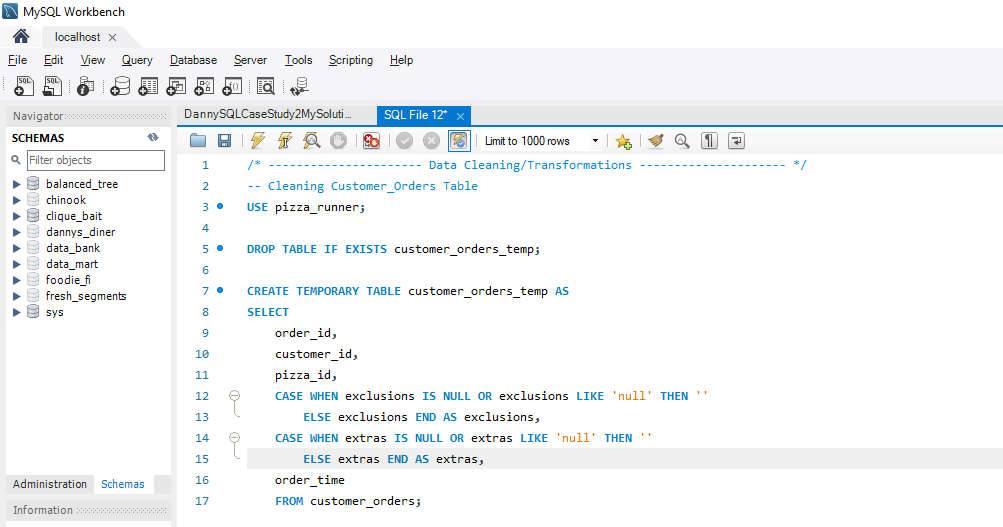 MySQL Workbench
localhost
File Edit View Query Database Server Tools Scripting Help
Navigator
SCHEMAS
Filter objects
balanced_tree
chinook
clique_bait
dannys_diner
data_bank
data_mart
foodie_fi
fresh_segments
sys
Administration Schemas
Information
DannySQLCaseStudy2MySoluti... SQL File 12*
Limit to 1000 rows
1 /* ---------------------- Data Cleaning/Transformations --------------------- */
2 -- Cleaning Customer_Orders Table
3 USE pizza_runner;
4
5 DROP TABLE IF EXISTS customer_orders_temp;
6
7 CREATE TEMPORARY TABLE customer_orders_temp AS
8 SELECT
9 order_id,
10 customer_id,
11 pizza_id,
12 CASE WHEN exclusions IS NULL OR exclusions LIKE 'null' THEN ''
13 ELSE exclusions END AS exclusions,
14 CASE WHEN extras IS NULL OR extras LIKE 'null' THEN ''
15 ELSE extras END AS extras,
16 order_time
17 FROM customer_orders;